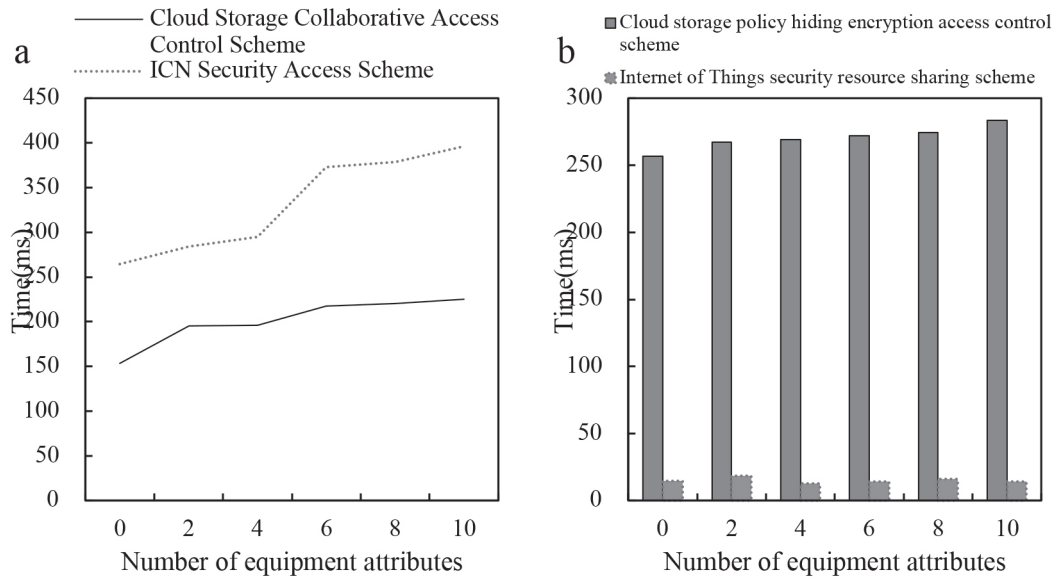 a
Cloud Storage Collaborative Access
Control Scheme
ICN Security Access Scheme
450
400
350
300
250
200
150
100
50
0
Time(ms)
0 2 4 6 8 10
Number of equipment attributes
b
Cloud storage policy hiding encryption access control
scheme
Internet of Things security resource sharing scheme
300
250
200
150
100
50
0
Time(ms)
0 2 4 6 8 10
Number of equipment attributes